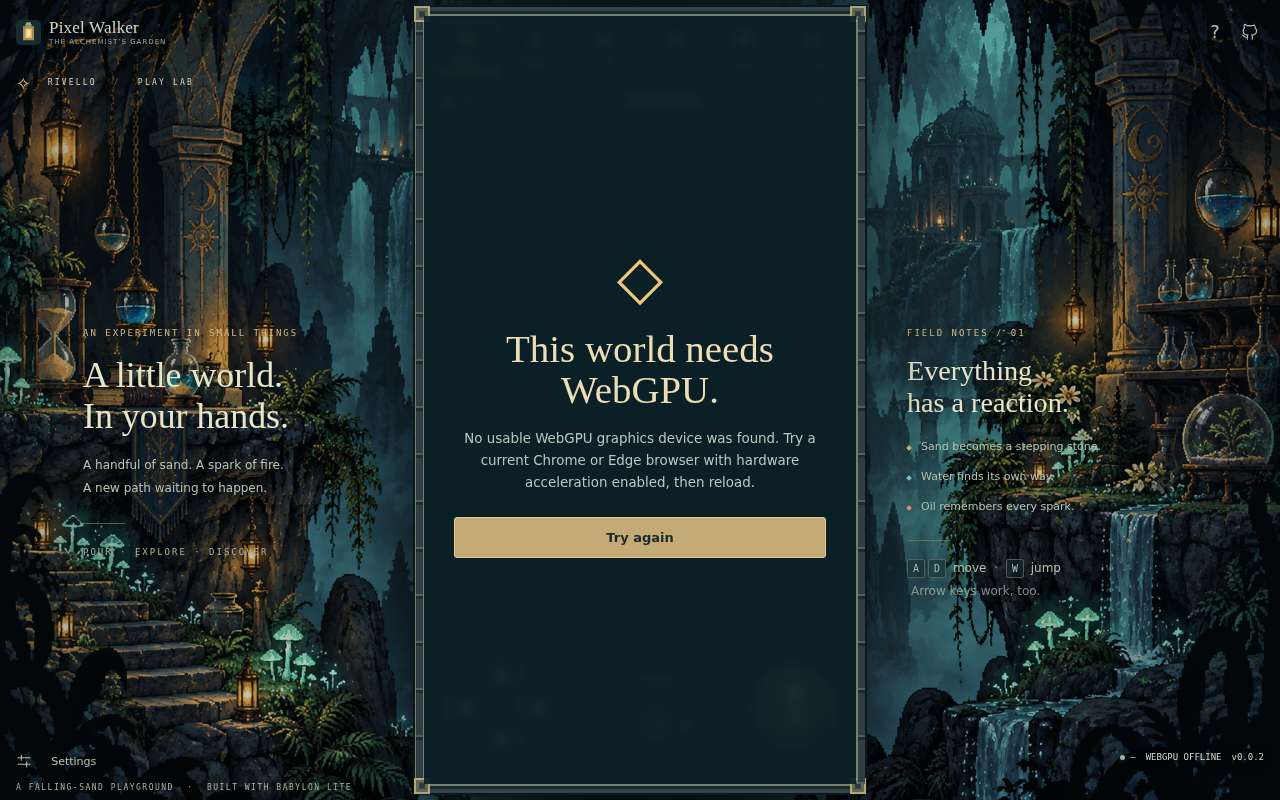 Pixel Walker
THE ALCHEMIST'S GARDEN
RIVELLO / PLAY LAB
AN EXPERIMENT IN SMALL THINGS
A little world.
In your hands.
A handful of sand. A spark of fire.
A new path waiting to happen.
POUR · EXPLORE · DISCOVER
Settings
A FALLING-SAND PLAYGROUND · BUILT WITH BABYLON LITE
This world needs
WebGPU.
No usable WebGPU graphics device was found. Try a
current Chrome or Edge browser with hardware
acceleration enabled, then reload.
Try again
?
FIELD NOTES / 01
Everything
has a reaction.
Sand becomes a stepping stone.
Water finds its own way.
Oil remembers every spark.
A D move · W jump
Arrow keys work, too.
— WEBGPU OFFLINE v0.0.2